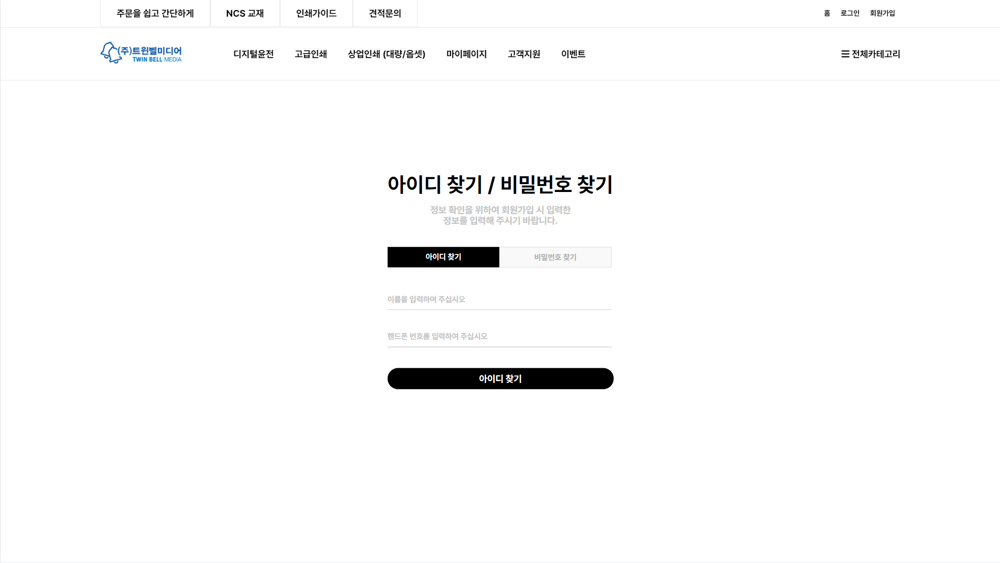 주문을 쉽고 간단하게 NCS 교재 인쇄가이드 견적문의 홈 로그인 회원가입
(주)트윈벨미디어
TWIN BELL MEDIA
디지털윤전 고급인쇄 상업인쇄 (대량/옵셋) 마이페이지 고객지원 이벤트 전체카테고리
아이디 찾기 / 비밀번호 찾기
정보 확인을 위하여 회원가입 시 입력한
정보를 입력해 주시기 바랍니다.
아이디 찾기 비밀번호 찾기
이름을 입력하여 주십시오
핸드폰 번호를 입력하여 주십시오
아이디 찾기